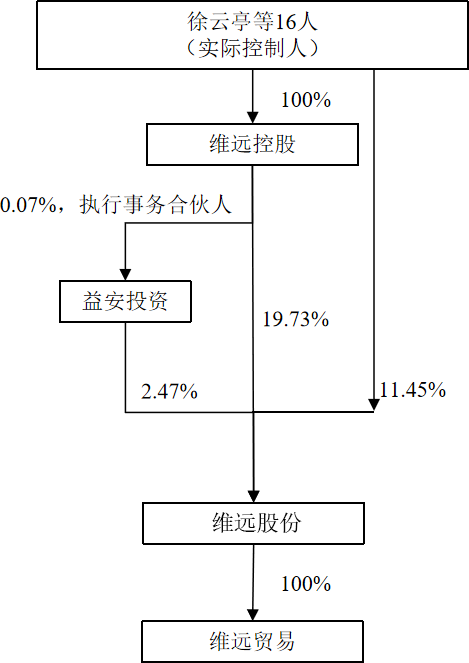 徐云亭等16人
（实际控制人）
100%
维远控股
0.07%，执行事务合伙人
益安投资
19.73%
2.47%
11.45%
维远股份
100%
维远贸易